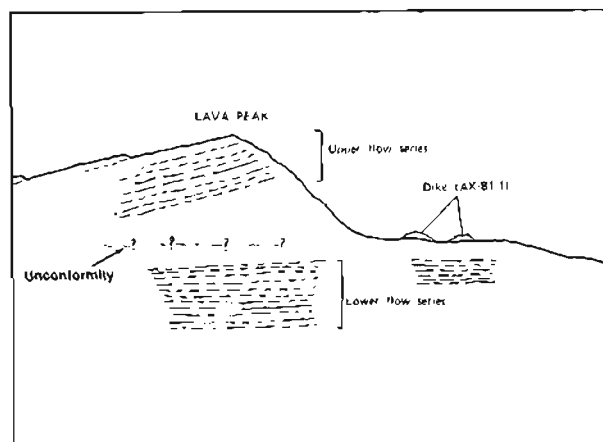 LAVA PEAK
Upper flow series
Dike (AX-81-1)
? ? ? ? ?
Unconformity
Lower flow series